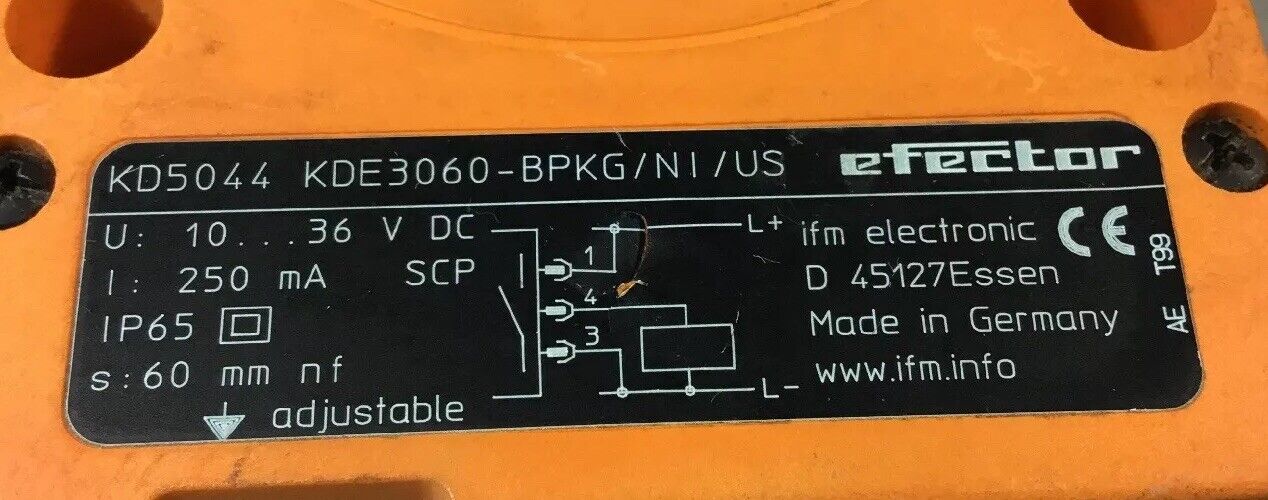 KD5044 KDE3060-BPKG/NI/US efector
U: 10...36 V DC
I: 250 mA SCP
IP65
s: 60 mm nf
adjustable
1
4
3
L+
L-
ifm electronic CE
D 45127Essen
Made in Germany
www.ifm.info
AE T99